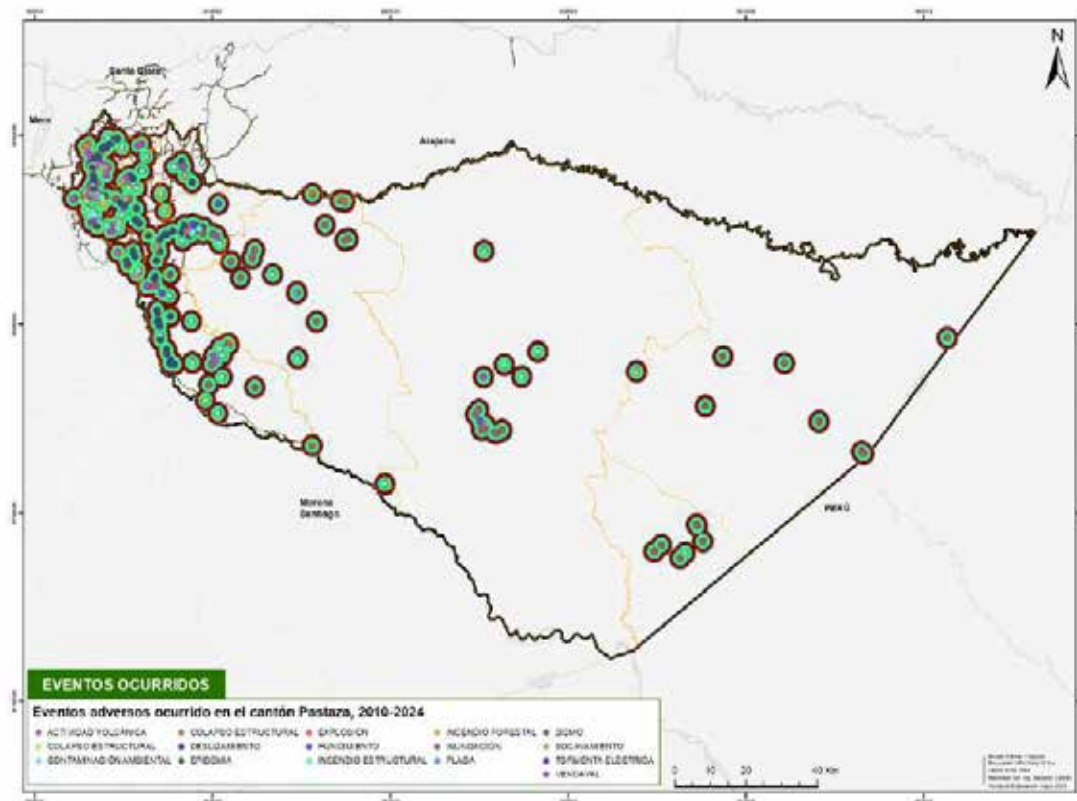 N
Santa Clara
Mera
Arajuno
Morona
Santiago
PERÚ
EVENTOS OCURRIDOS
Eventos adversos ocurrido en el cantón Pastaza, 2010-2024
ACTIVIDAD VOLCÁNICA
COLAPSO ESTRUCTURAL
EXPLOSIÓN
INCENDIO FORESTAL
SISMO
COLAPSO ESTRUCTURAL
DESLIZAMIENTO
HUNDIMIENTO
INUNDACIÓN
SOCAVAMIENTO
CONTAMINACIÓN AMBIENTAL
EPIDEMIA
INCENDIO ESTRUCTURAL
PLAGA
TORMENTA ELÉCTRICA
VENDAVAL
0 10 20 40 Km